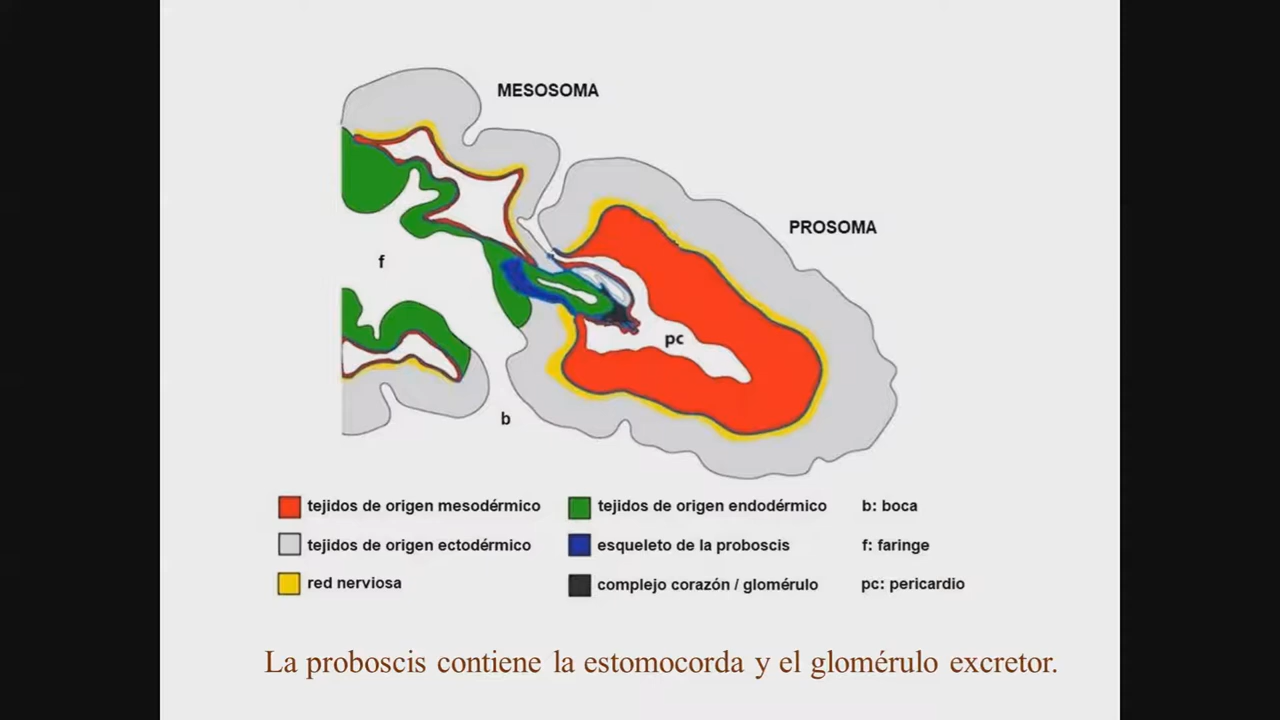 MESOSOMA
PROSOMA
f
pc
b
tejidos de origen mesodérmico
tejidos de origen endodérmico
b: boca
tejidos de origen ectodérmico
esqueleto de la proboscis
f: faringe
red nerviosa
complejo corazón / glomérulo
pc: pericardio
La proboscis contiene la estomocorda y el glomérulo excretor.